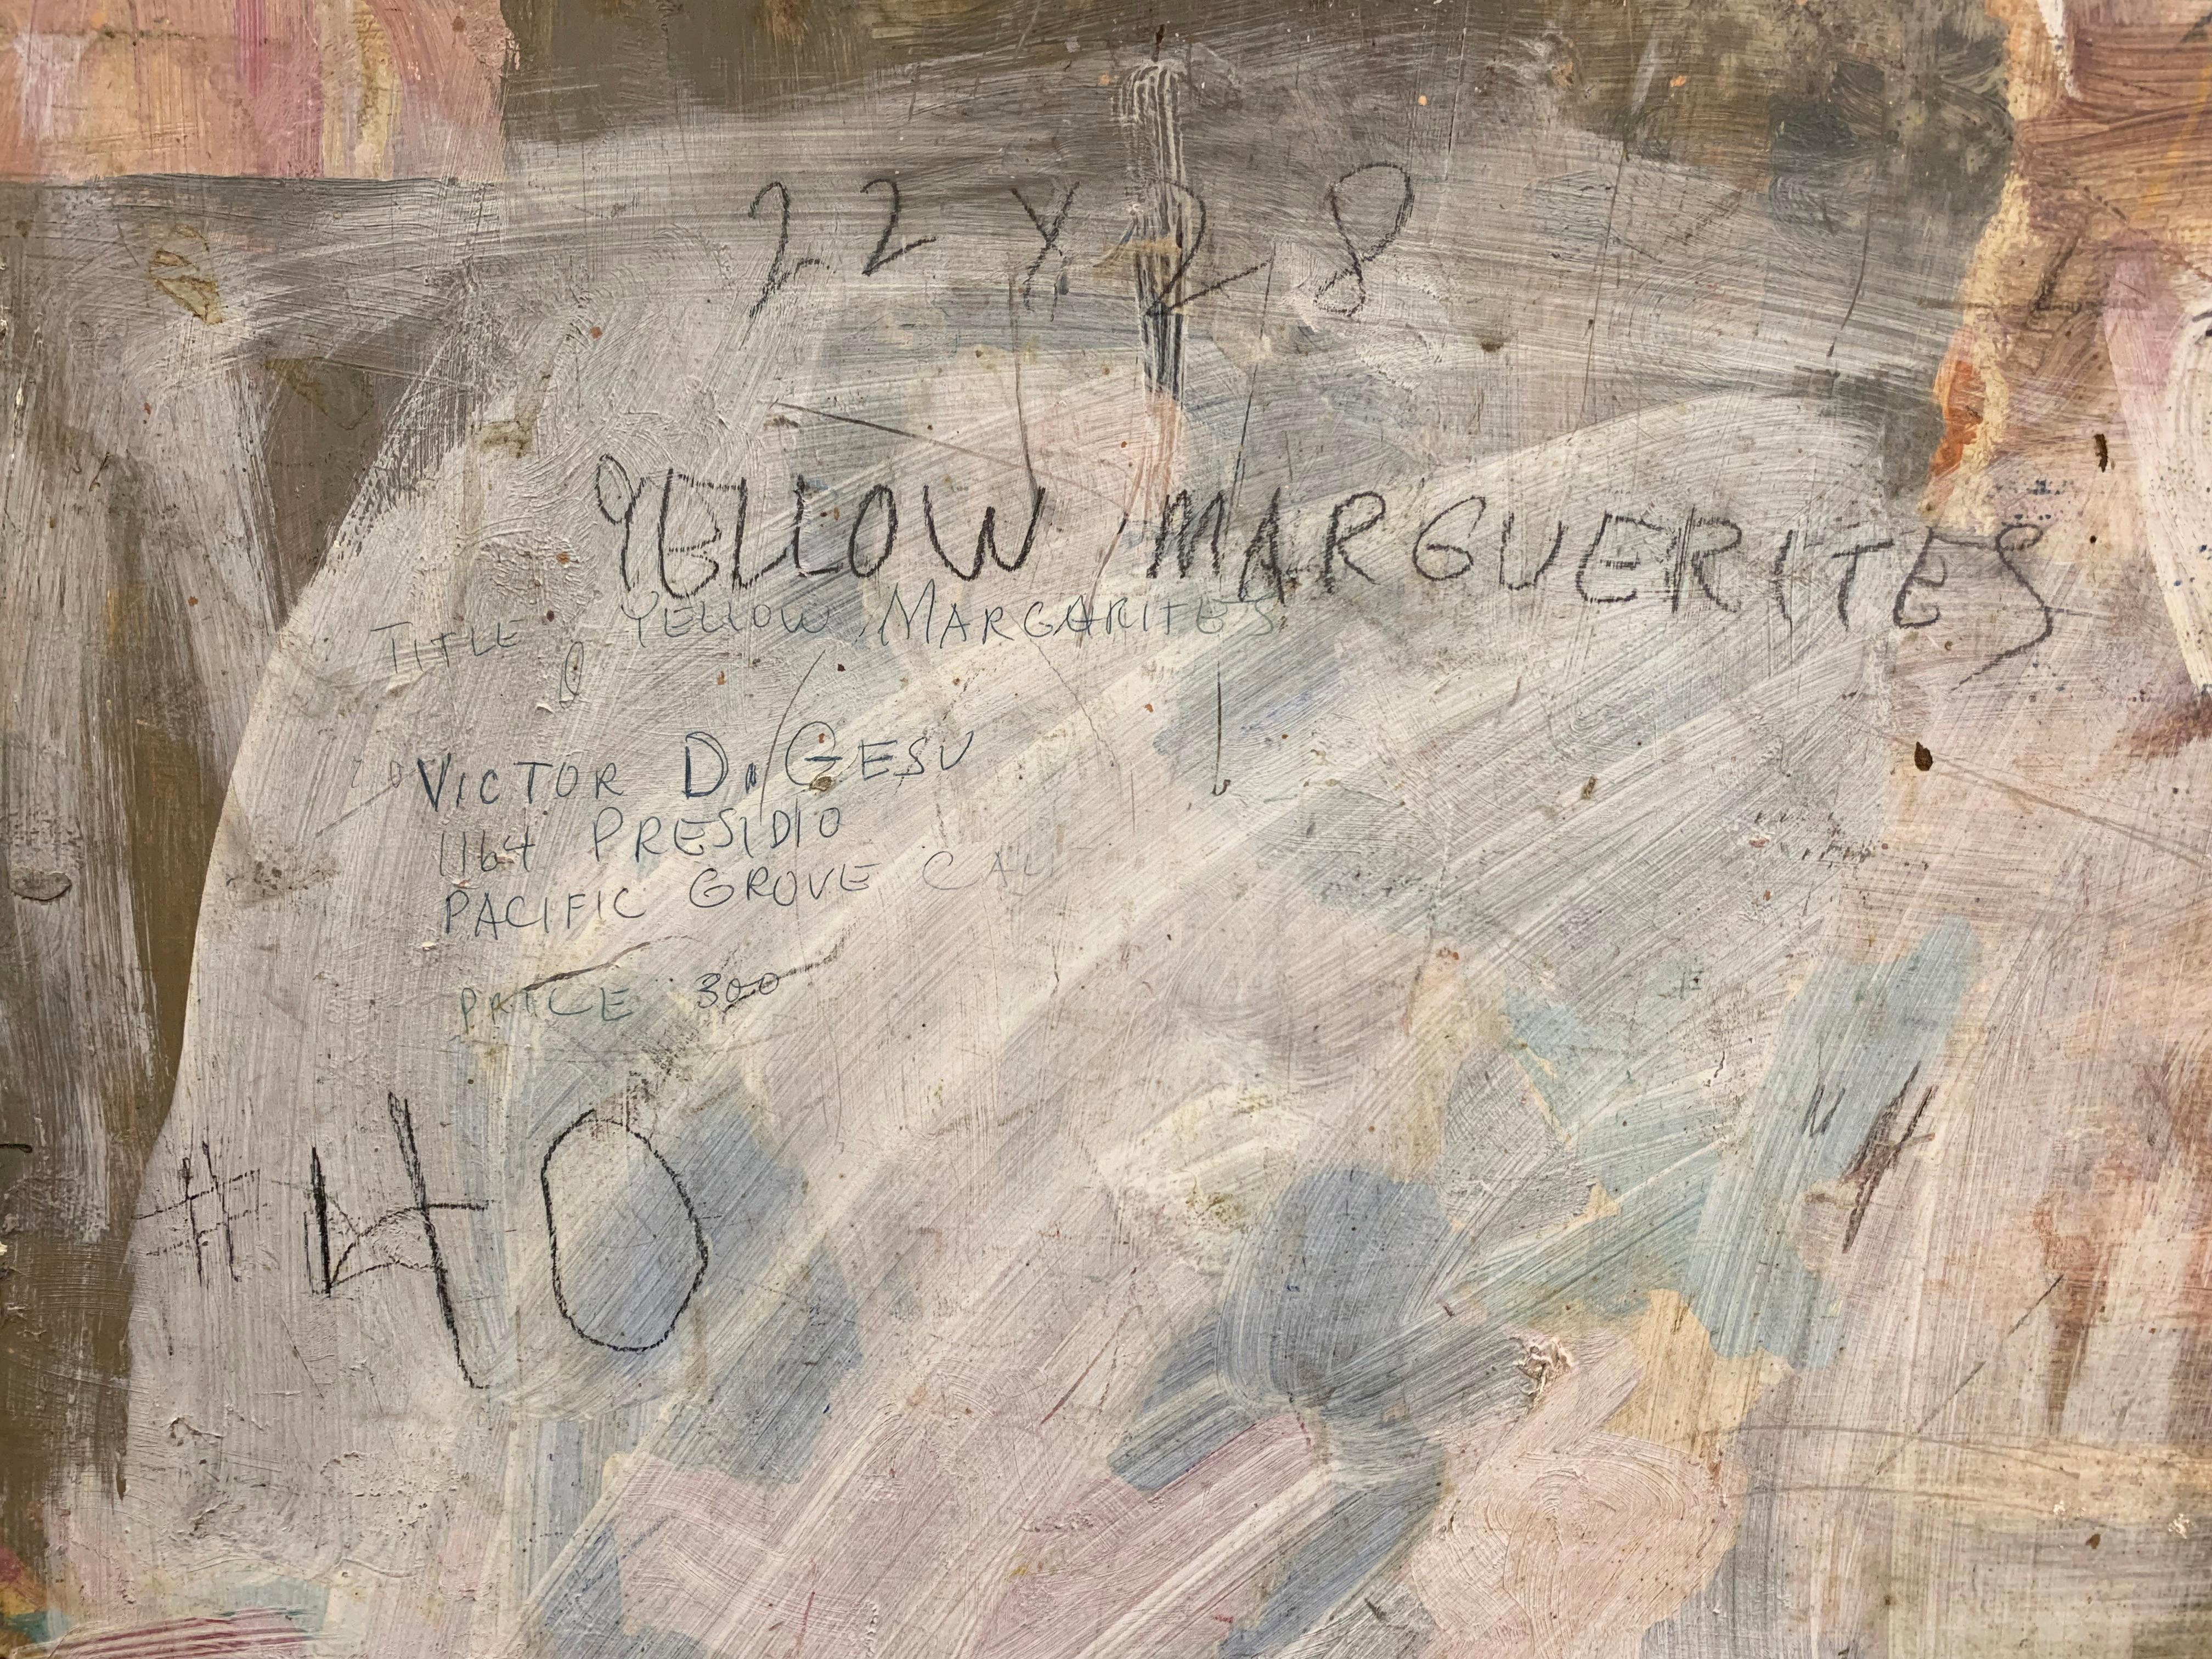 22 X 28
YELLOW MARGUERITES
TITLE YELLOW MARGARITES
VICTOR Di GESU
1164 PRESIDIO
PACIFIC GROVE CAL
PRICE 300
#40